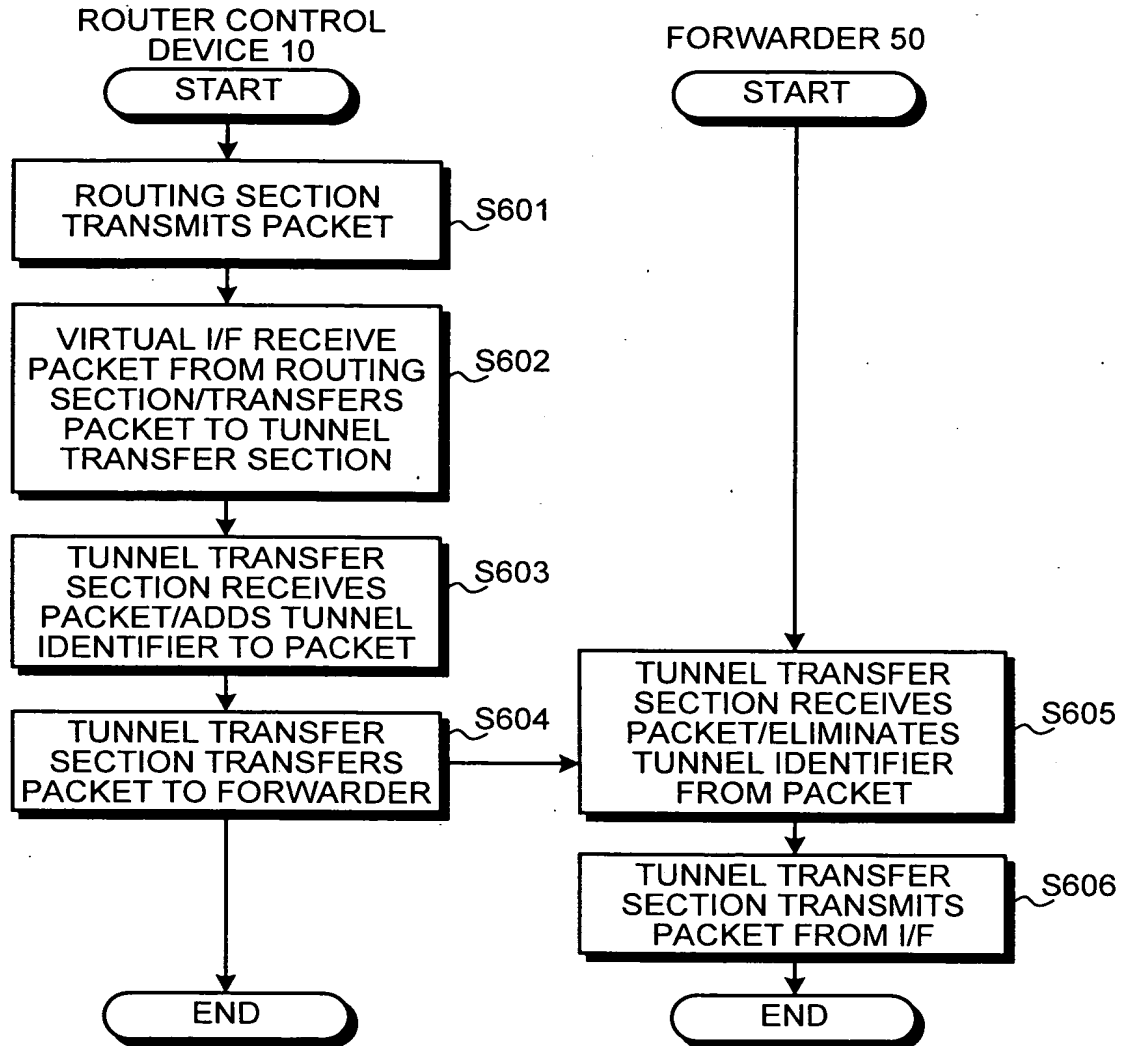 ROUTER CONTROL
DEVICE 10
START
ROUTING SECTION
TRANSMITS PACKET
S601
VIRTUAL I/F RECEIVE
PACKET FROM ROUTING
SECTION/TRANSFERS
PACKET TO TUNNEL
TRANSFER SECTION
S602
TUNNEL TRANSFER
SECTION RECEIVES
PACKET/ADDS TUNNEL
IDENTIFIER TO PACKET
S603
TUNNEL TRANSFER
SECTION TRANSFERS
PACKET TO FORWARDER
S604
END
FORWARDER 50
START
TUNNEL TRANSFER
SECTION RECEIVES
PACKET/ELIMINATES
TUNNEL IDENTIFIER
FROM PACKET
S605
TUNNEL TRANSFER
SECTION TRANSMITS
PACKET FROM I/F
S606
END